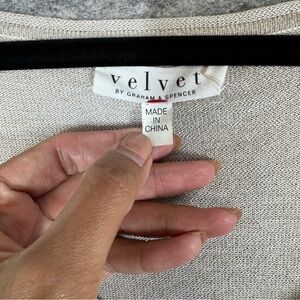 velvet
BY GRAHAM & SPENCER
MADE
IN
CHINA